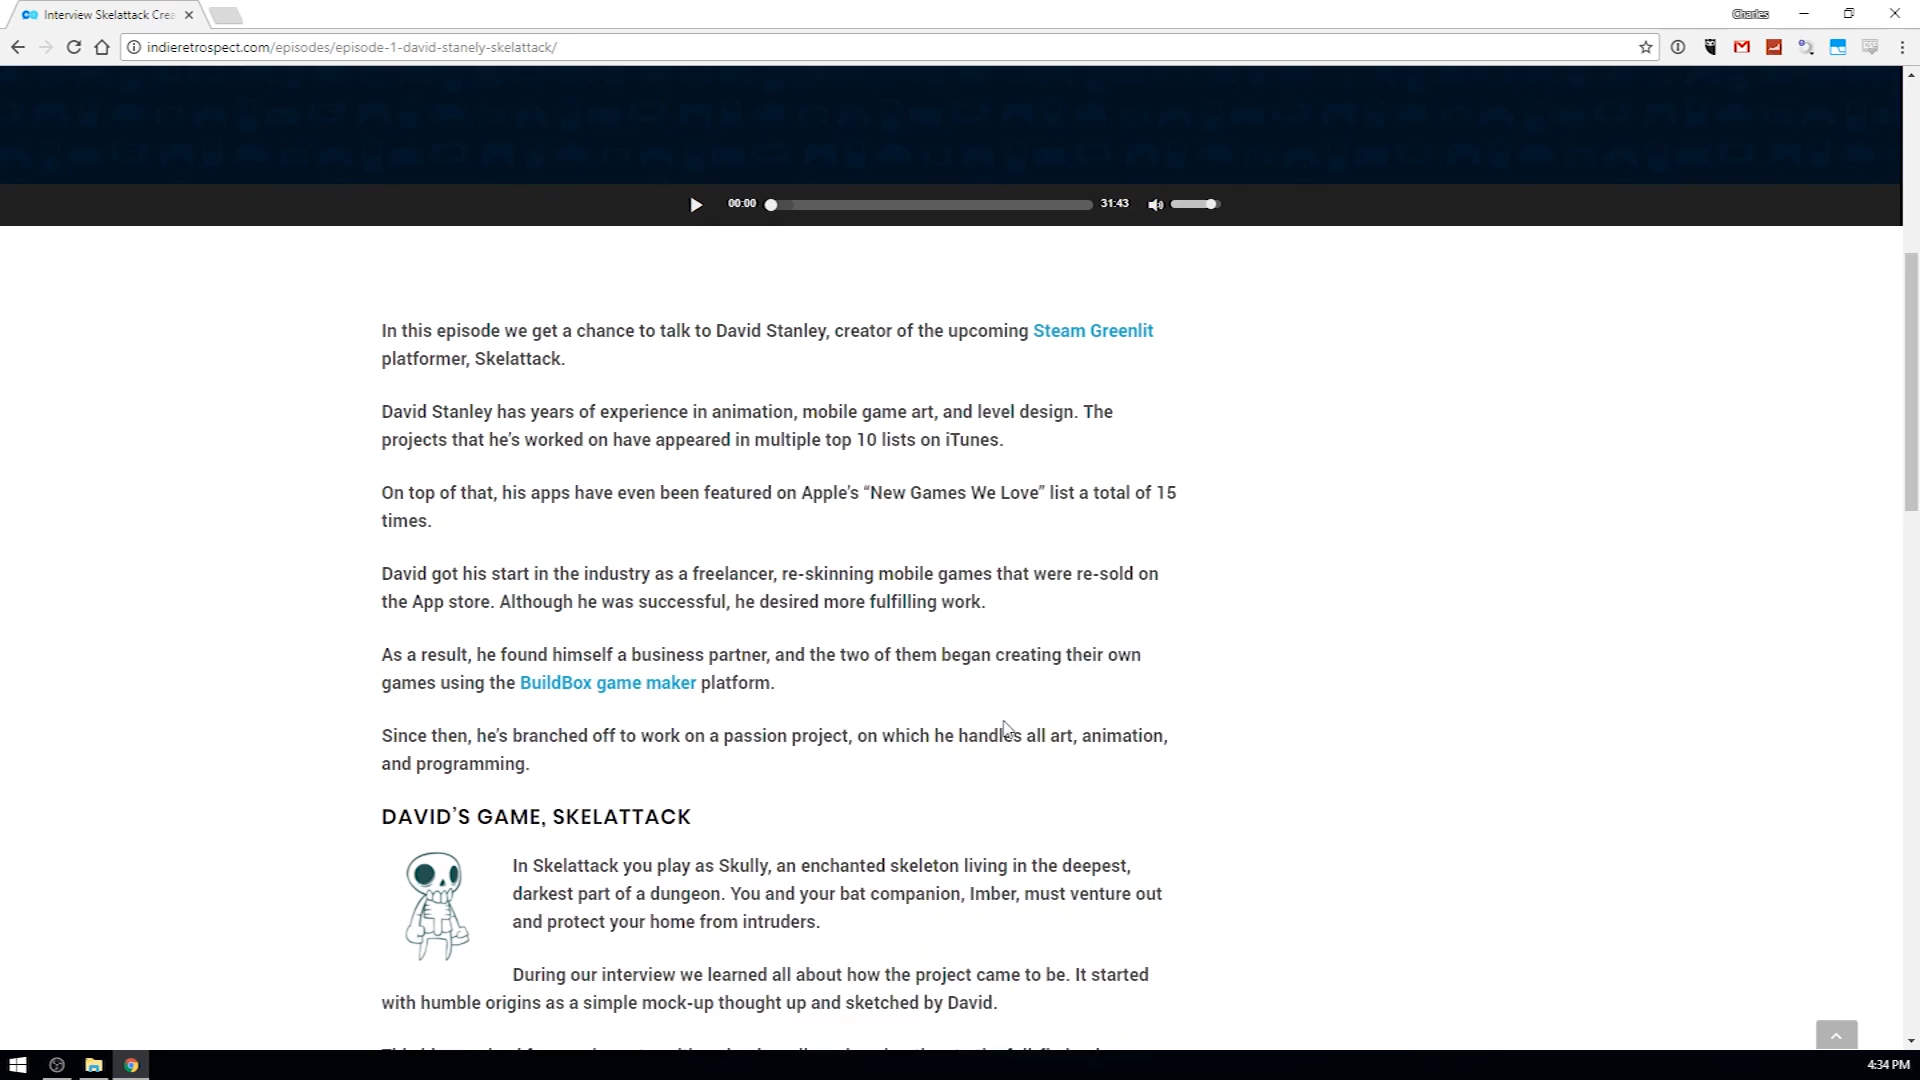 Interview Skelattack Crea
Charles
indieretrospect.com/episodes/episode-1-david-stanely-skelattack/
00:00
31:43
In this episode we get a chance to talk to David Stanley, creator of the upcoming Steam Greenlit
platformer, Skelattack.
David Stanley has years of experience in animation, mobile game art, and level design. The
projects that he's worked on have appeared in multiple top 10 lists on iTunes.
On top of that, his apps have even been featured on Apple's “New Games We Love” list a total of 15
times.
David got his start in the industry as a freelancer, re-skinning mobile games that were re-sold on
the App store. Although he was successful, he desired more fulfilling work.
As a result, he found himself a business partner, and the two of them began creating their own
games using the BuildBox game maker platform.
Since then, he's branched off to work on a passion project, on which he handles all art, animation,
and programming.
DAVID'S GAME, SKELATTACK
In Skelattack you play as Skully, an enchanted skeleton living in the deepest,
darkest part of a dungeon. You and your bat companion, Imber, must venture out
and protect your home from intruders.
During our interview we learned all about how the project came to be. It started
with humble origins as a simple mock-up thought up and sketched by David.
4:34 PM